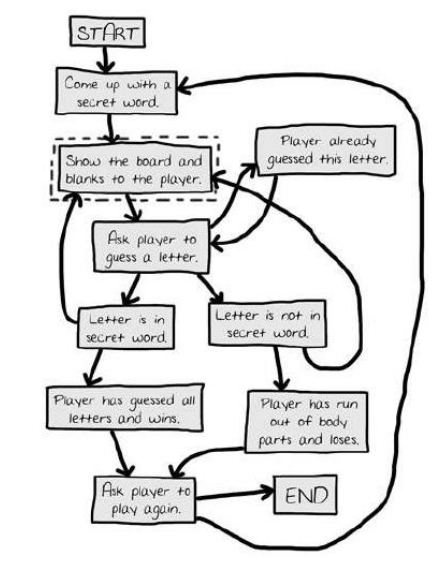 START
Come up with a
secret word.
Show the board and
blanks to the player.
Player already
guessed this letter.
Ask player to
guess a letter.
Letter is in
secret word.
Letter is not in
secret word.
Player has guessed all
letters and wins.
Player has run
out of body
parts and loses.
Ask player to
play again.
END